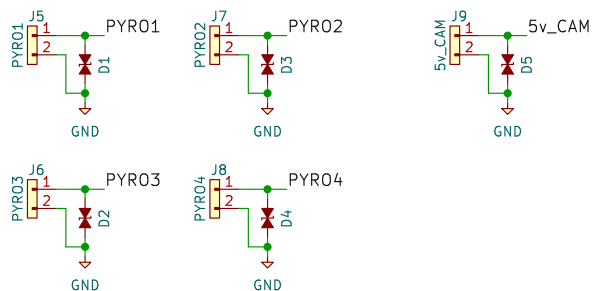 J5 PYRO1
PYRO1 1 2 D1
GND
J7 PYRO2
PYRO2 1 2 D3
GND
J9 5v_CAM
5v_CAM 1 2 D5
GND
J6 PYRO3
PYRO3 1 2 D2
GND
J8 PYRO4
PYRO4 1 2 D4
GND